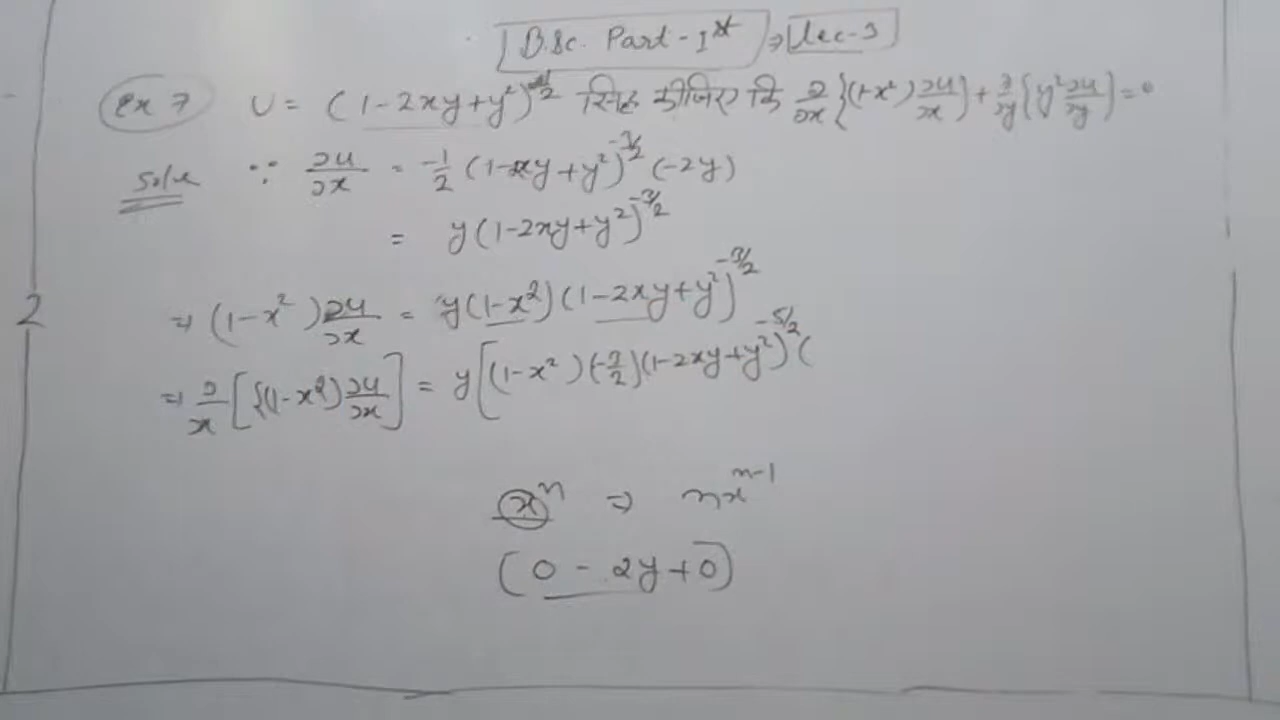 B.Sc. Part - Ist ⇒ Lec-3
Ex 7 U = (1-2xy+y²)^-1/2 सिद्ध कीजिए कि ∂/∂x {(1-x²) ∂u/∂x} + ∂/∂y {y² ∂u/∂y} = 0
Solve ∵ ∂u/∂x = -1/2 (1-2xy+y²)^-3/2 (-2y)
= y(1-2xy+y²)^-3/2
⇒ (1-x²) ∂u/∂x = y(1-x²)(1-2xy+y²)^-3/2
2
⇒ ∂/x [{(1-x²) ∂u/∂x] = y[(1-x²)(-3/2)(1-2xy+y²)^-5/2 (
x^n ⇒ nx^n-1
(0 - 2y + 0)